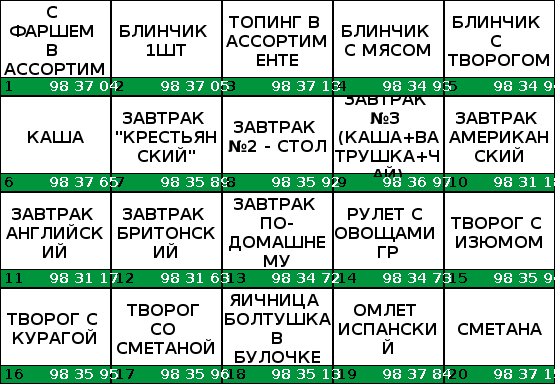 С
ФАРШЕМ
В
АССОРТИМ
1 98 37 04
БЛИНЧИК
1ШТ
2 98 37 05
ТОПИНГ В
АССОРТИМ
ЕНТЕ
3 98 37 13
БЛИНЧИК
С МЯСОМ
4 98 34 93
БЛИНЧИК
С
ТВОРОГОМ
5 98 34 94
КАША
6 98 37 65
ЗАВТРАК
"КРЕСТЬЯН
СКИЙ"
7 98 35 89
ЗАВТРАК
№2 - СТОЛ
8 98 35 92
ЗАВТРАК
№3
(КАША+ВА
ТРУШКА+Ч
АЙ)
9 98 36 97
ЗАВТРАК
АМЕРИКАН
СКИЙ
10 98 31 18
ЗАВТРАК
АНГЛИЙСК
ИЙ
11 98 31 17
ЗАВТРАК
БРИТОНСК
ИЙ
12 98 31 63
ЗАВТРАК
ПО-
ДОМАШНЕ
МУ
13 98 34 72
РУЛЕТ С
ОВОЩАМИ
ГР
14 98 34 73
ТВОРОГ С
ИЗЮМОМ
15 98 35 94
ТВОРОГ С
КУРАГОЙ
16 98 35 95
ТВОРОГ
СО
СМЕТАНОЙ
17 98 35 96
ЯИЧНИЦА
БОЛТУШКА
В
БУЛОЧКЕ
18 98 35 13
ОМЛЕТ
ИСПАНСКИ
Й
19 98 37 84
СМЕТАНА
20 98 37 15